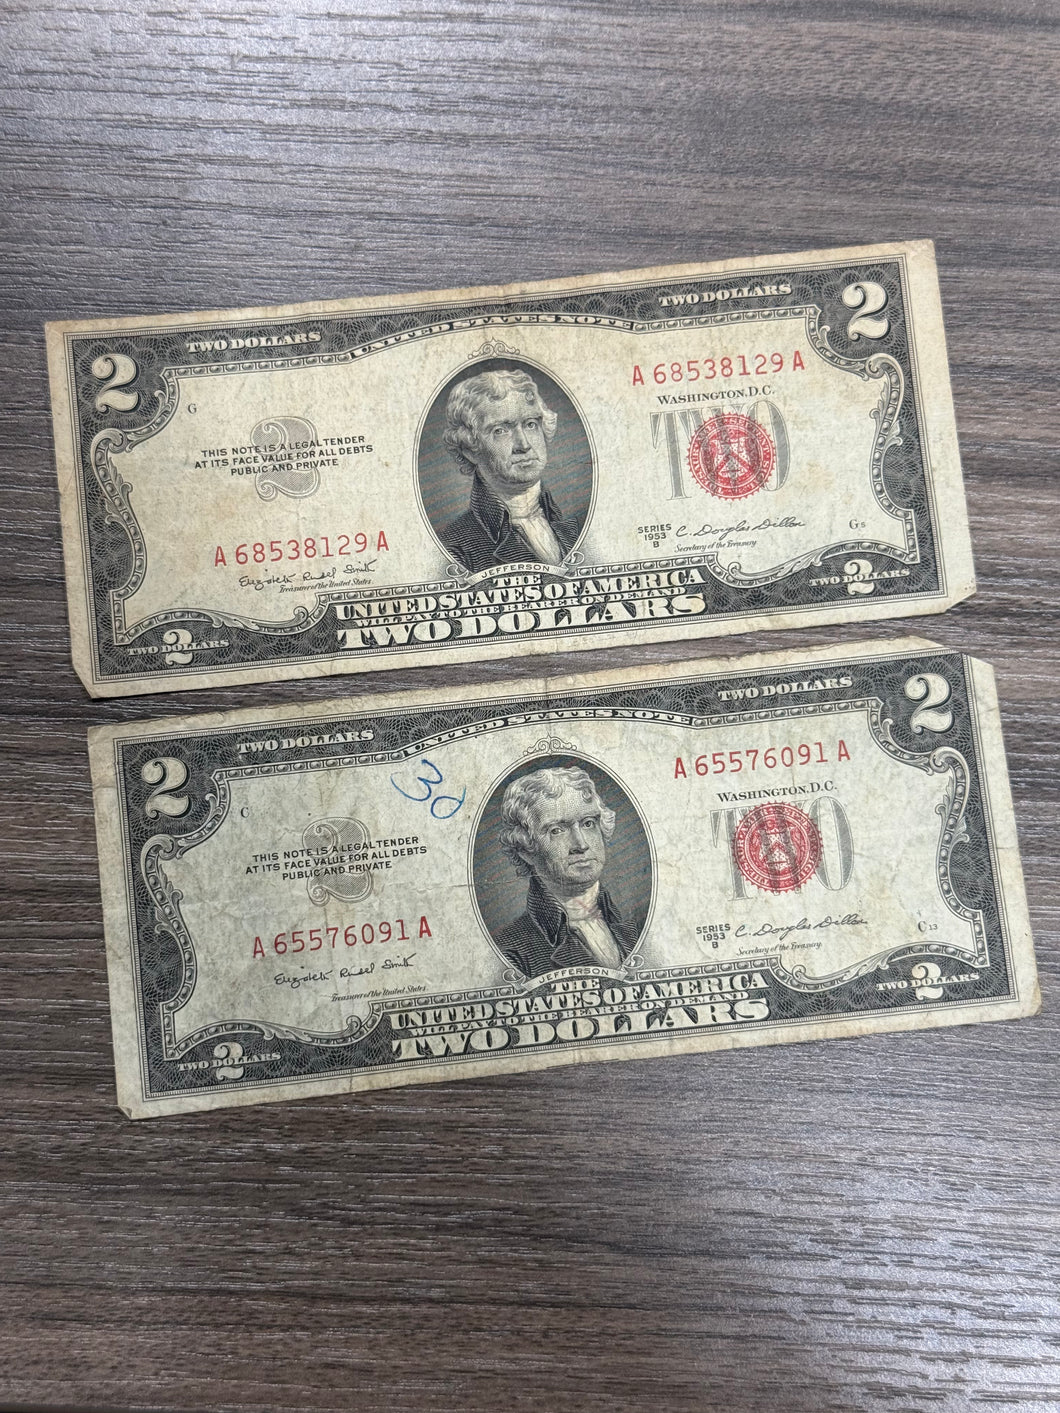 2
TWO DOLLARS
UNITED STATES NOTE
TWO DOLLARS
2
A 68538129 A
WASHINGTON, D.C.
G
2
THIS NOTE IS A LEGAL TENDER
AT ITS FACE VALUE FOR ALL DEBTS
PUBLIC AND PRIVATE
TWO
A 68538129 A
SERIES
1953
B
C. Douglas Dillon
Secretary of the Treasury
G5
Elizabeth Rudel Smith
Treasurer of the United States
JEFFERSON
THE
UNITED STATES OF AMERICA
WILL PAY TO THE BEARER ON DEMAND
TWO DOLLARS
TWO DOLLARS
2
TWO DOLLARS
2
2
TWO DOLLARS
UNITED STATES NOTE
TWO DOLLARS
2
A 65576091 A
WASHINGTON, D.C.
C
2
THIS NOTE IS A LEGAL TENDER
AT ITS FACE VALUE FOR ALL DEBTS
PUBLIC AND PRIVATE
TWO
A 65576091 A
SERIES
1953
B
C. Douglas Dillon
Secretary of the Treasury
C13
Elizabeth Rudel Smith
Treasurer of the United States
JEFFERSON
THE
UNITED STATES OF AMERICA
WILL PAY TO THE BEARER ON DEMAND
TWO DOLLARS
TWO DOLLARS
2
TWO DOLLARS
2